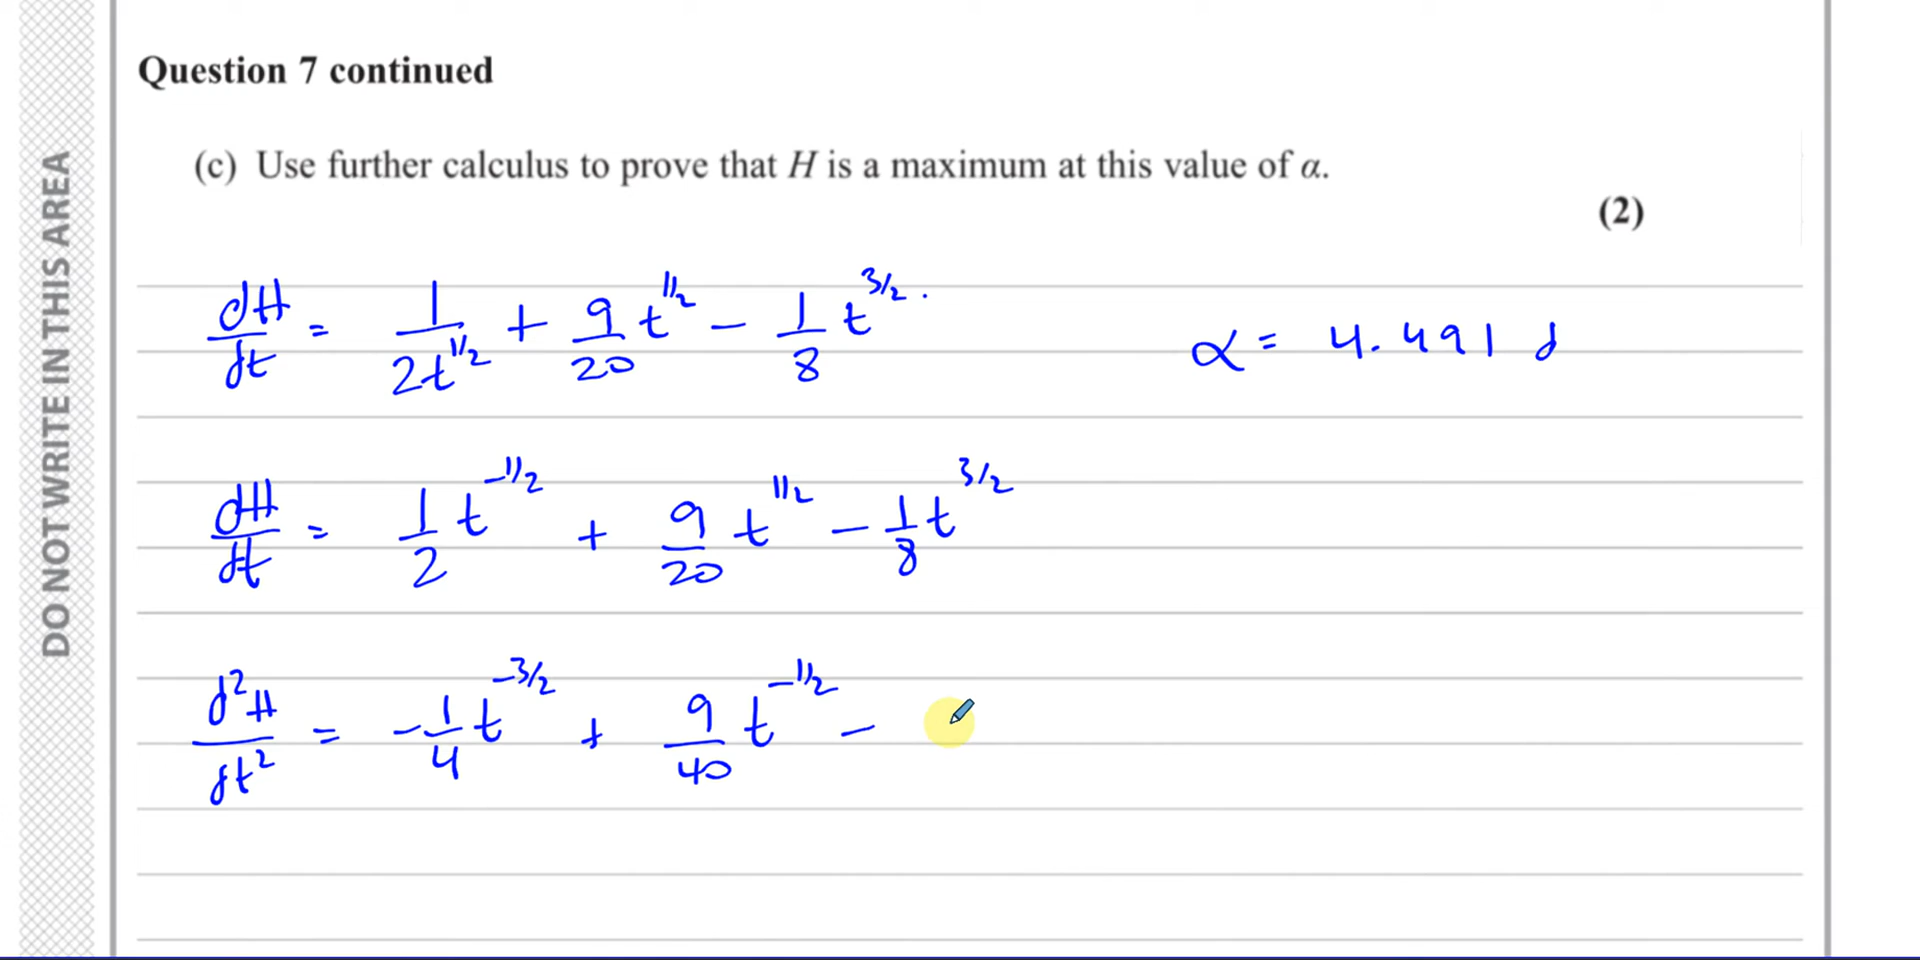 DO NOT WRITE IN THIS AREA
Question 7 continued
(c) Use further calculus to prove that H is a maximum at this value of α.
(2)
dH/dt = 1/(2t^(1/2)) + 9/20 t^(1/2) - 1/8 t^(3/2).
α = 4.491 d
dH/dt = 1/2 t^(-1/2) + 9/20 t^(1/2) - 1/8 t^(3/2)
d²H/dt² = -1/4 t^(-3/2) + 9/40 t^(-1/2) -